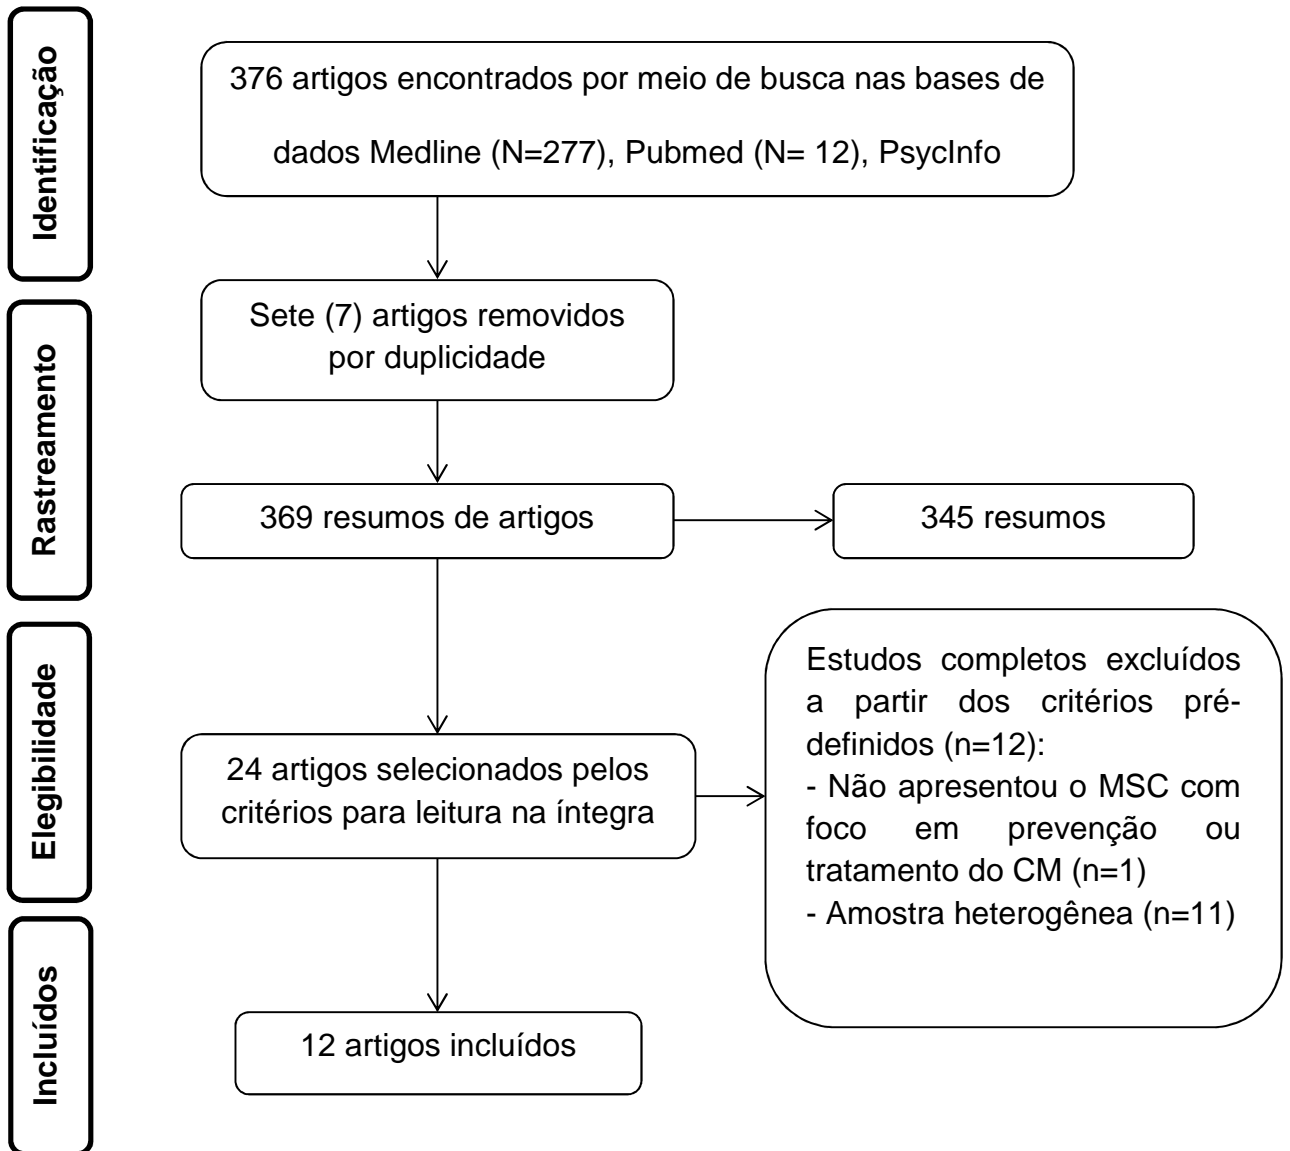 Identificação
376 artigos encontrados por meio de busca nas bases de
dados Medline (N=277), Pubmed (N= 12), PsycInfo
Rastreamento
Sete (7) artigos removidos
por duplicidade
369 resumos de artigos
345 resumos
Elegibilidade
24 artigos selecionados pelos
critérios para leitura na íntegra
Estudos completos excluídos
a partir dos critérios pré-
definidos (n=12):
- Não apresentou o MSC com
foco em prevenção ou
tratamento do CM (n=1)
- Amostra heterogênea (n=11)
Incluídos
12 artigos incluídos